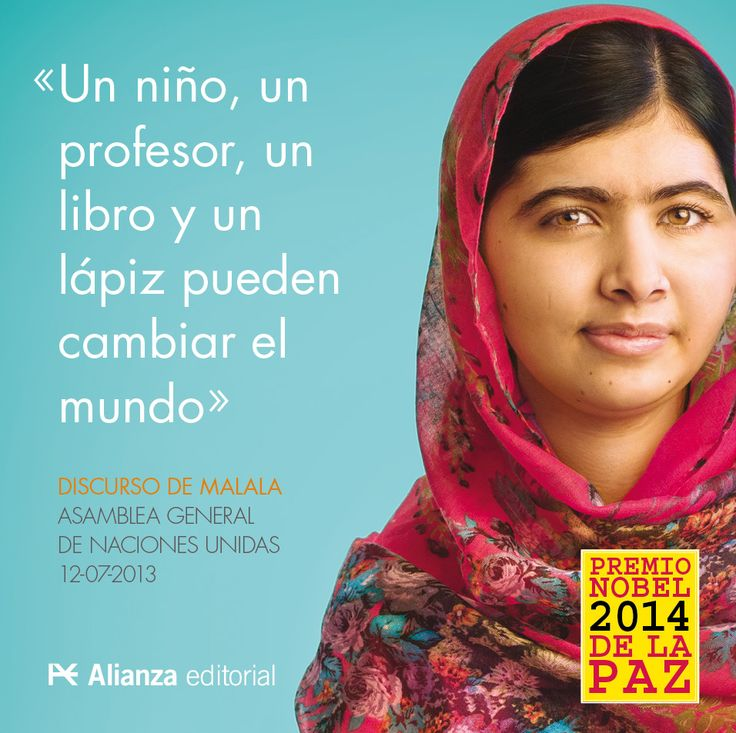 «Un niño, un
profesor, un
libro y un
lápiz pueden
cambiar el
mundo»
DISCURSO DE MALALA
ASAMBLEA GENERAL
DE NACIONES UNIDAS
12-07-2013
Alianza editorial
PREMIO
NOBEL
2014
DE LA
PAZ